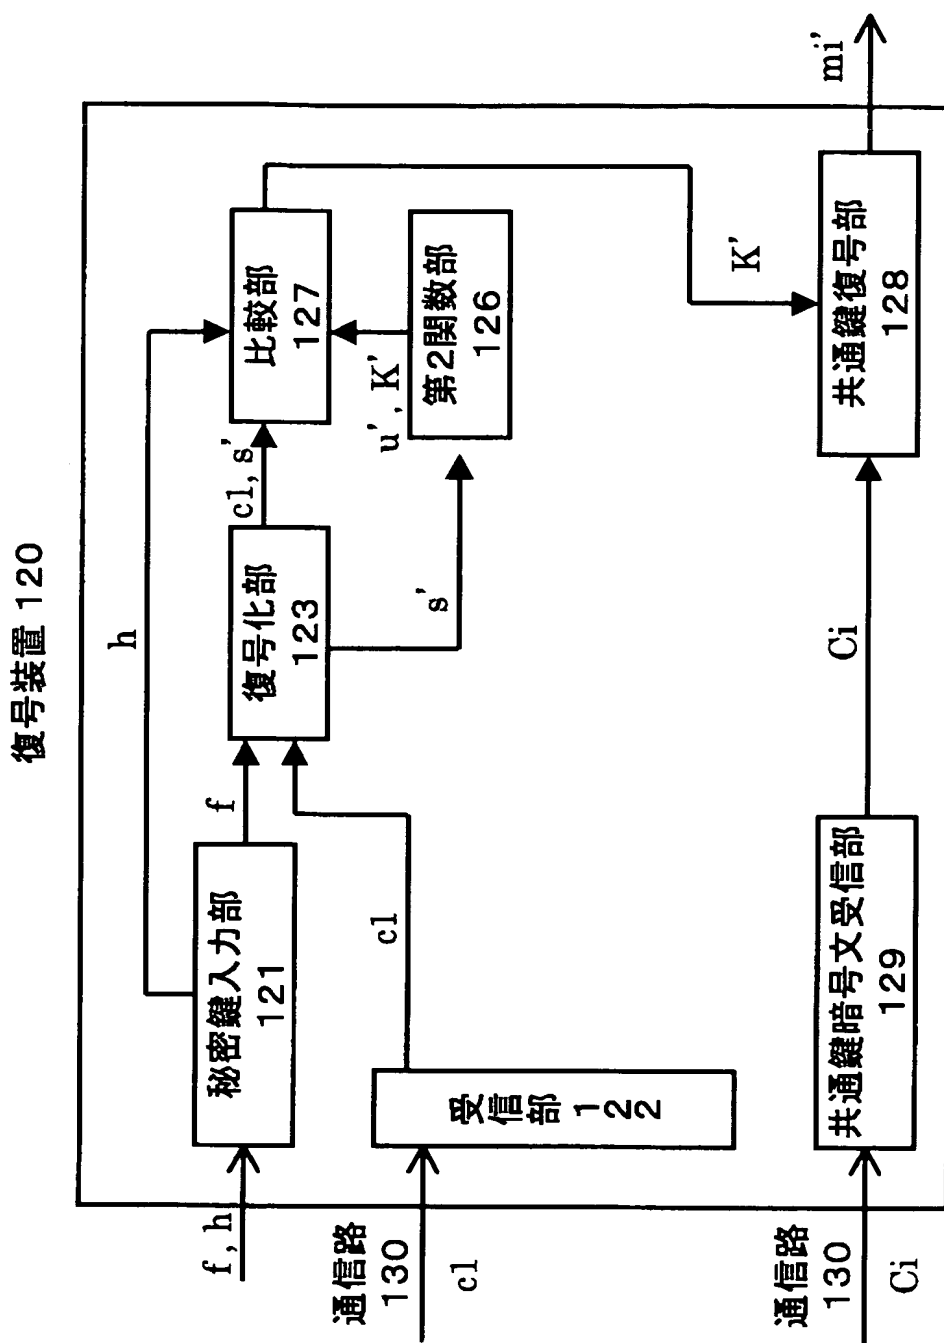 復号装置 120
f, h
秘密鍵入力部
121
h
f
通信路
130
c1
受信部 122
c1
復号化部
123
c1, s'
s'
比較部
127
u', K'
第2関数部
126
K'
通信路
130
Ci
共通鍵暗号文受信部
129
Ci
共通鍵復号部
128
mi'